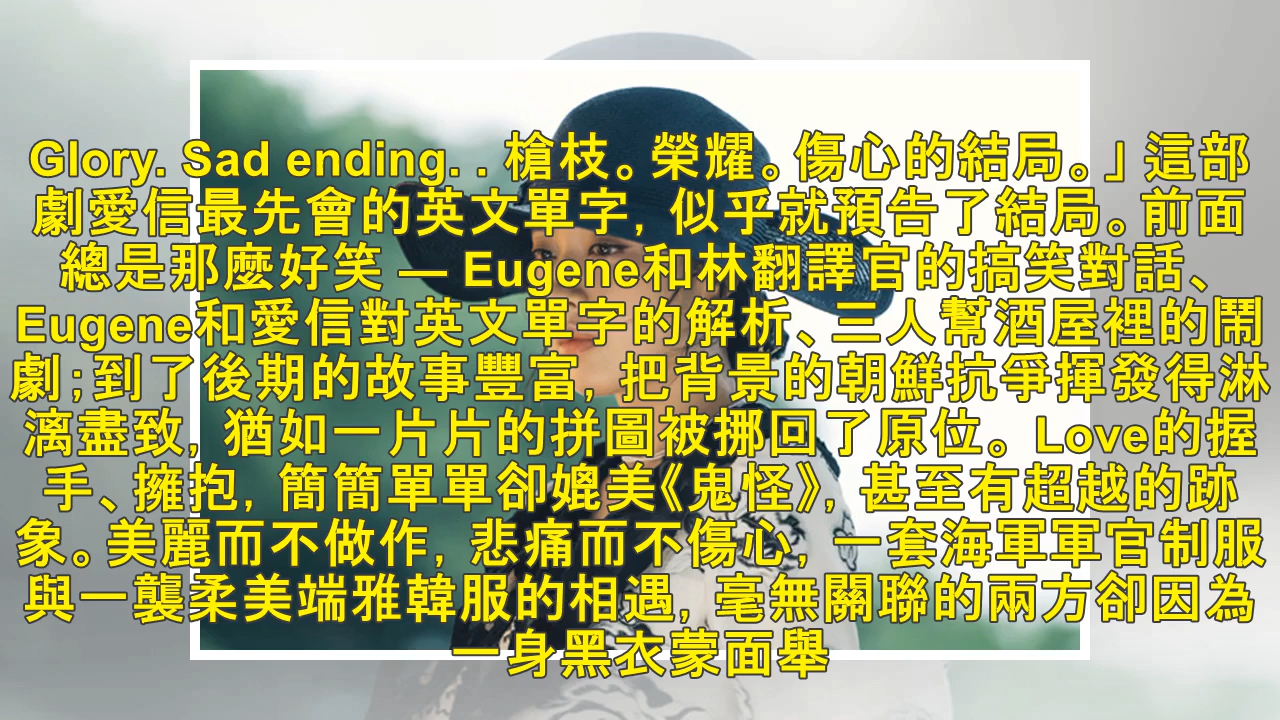 Glory. Sad ending. . 槍枝。榮耀。傷心的結局。」這部
劇愛信最先會的英文單字, 似乎就預告了結局。前面
總是那麼好笑 — Eugene和林翻譯官的搞笑對話、
Eugene和愛信對英文單字的解析、三人幫酒屋裡的鬧
劇;到了後期的故事豐富, 把背景的朝鮮抗爭揮發得淋
漓盡致, 猶如一片片的拼圖被挪回了原位。Love的握
手、擁抱, 簡簡單單卻媲美《鬼怪》, 甚至有超越的跡
象。美麗而不做作, 悲痛而不傷心, 一套海軍軍官制服
與一襲柔美端雅韓服的相遇, 毫無關聯的兩方卻因為
一身黑衣蒙面舉